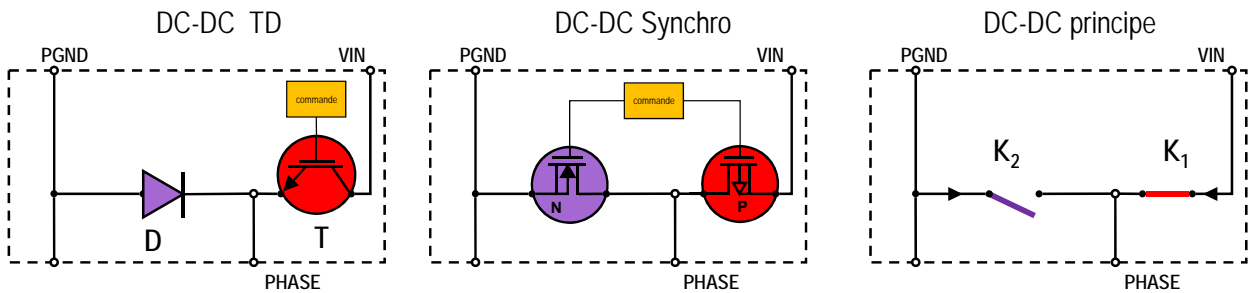 DC-DC TD
PGND
VIN
commande
D
T
PHASE
DC-DC Synchro
PGND
VIN
commande
N
P
PHASE
DC-DC principe
PGND
VIN
K₂
K₁
PHASE